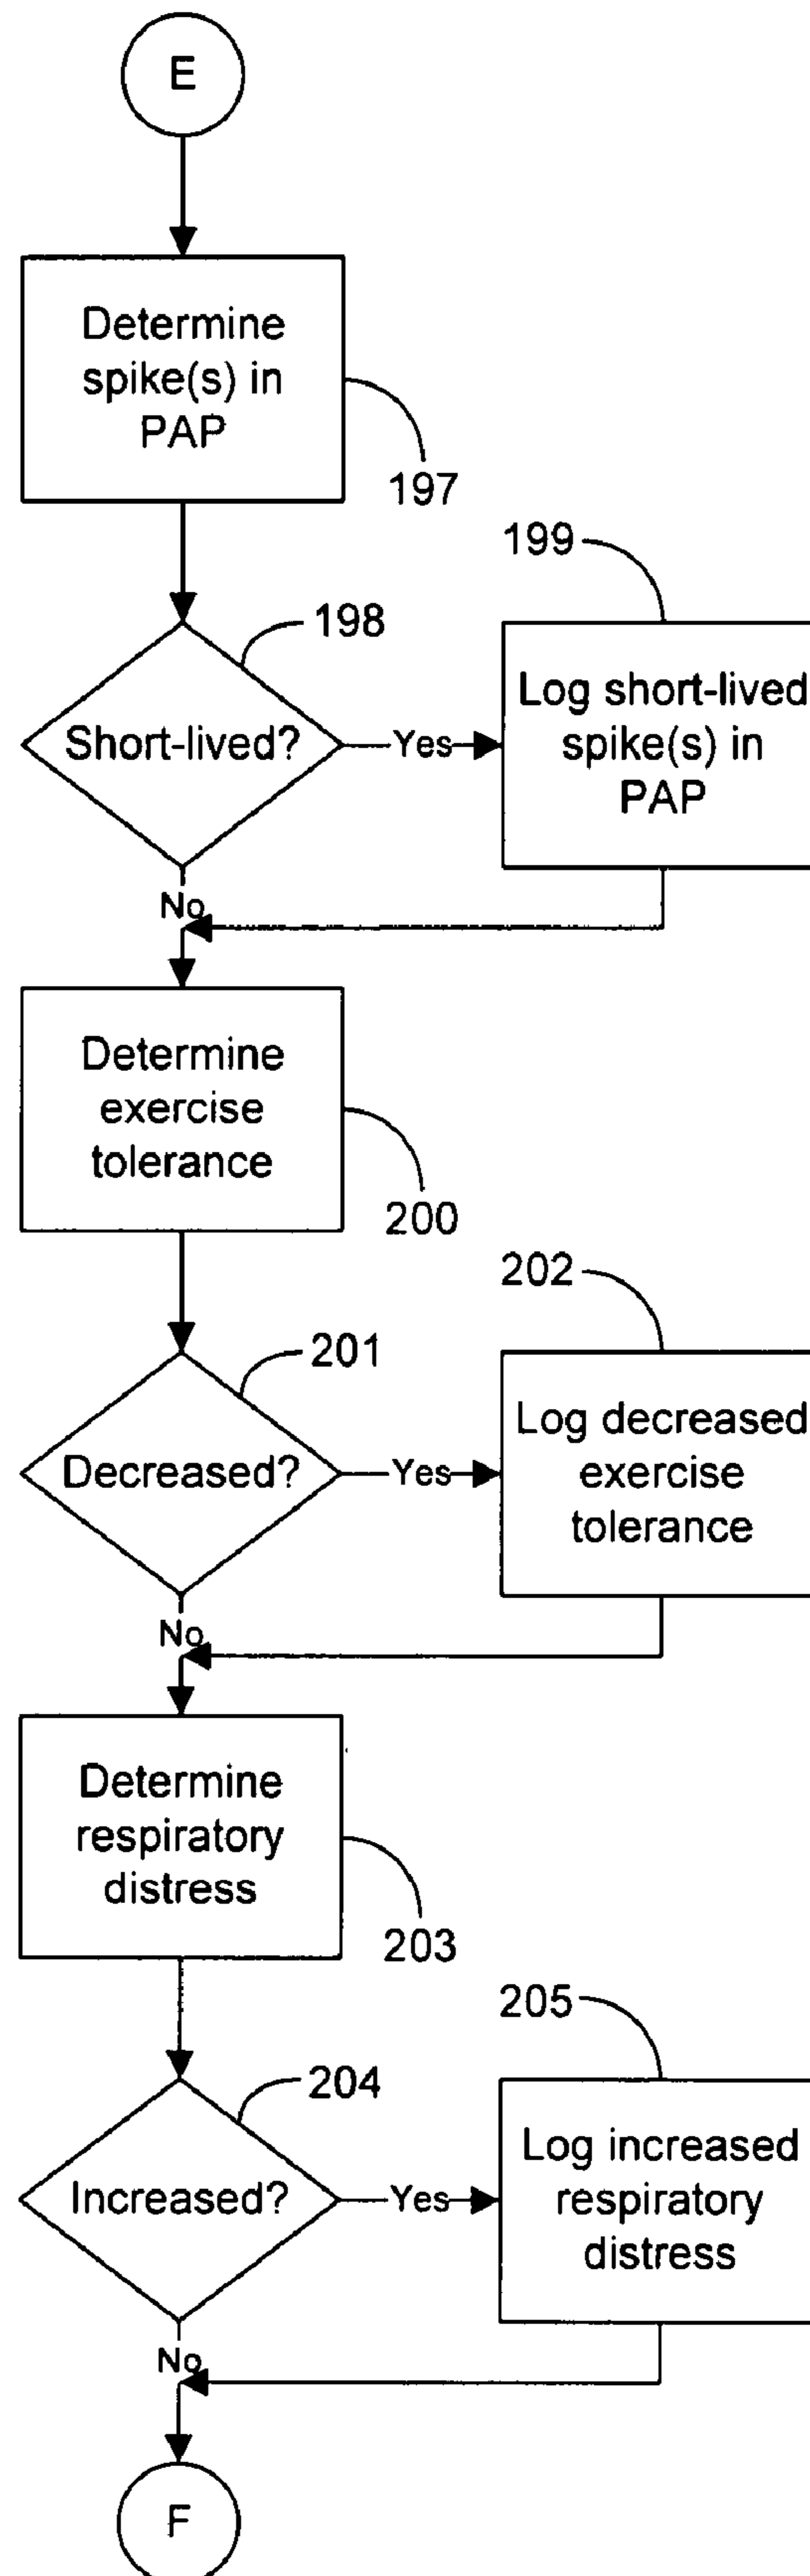 E
Determine
spike(s) in
PAP
197
199
198
Short-lived?
Yes
Log short-lived
spike(s) in
PAP
No
Determine
exercise
tolerance
200
202
201
Decreased?
Yes
Log decreased
exercise
tolerance
No
Determine
respiratory
distress
203
205
204
Increased?
Yes
Log increased
respiratory
distress
No
F